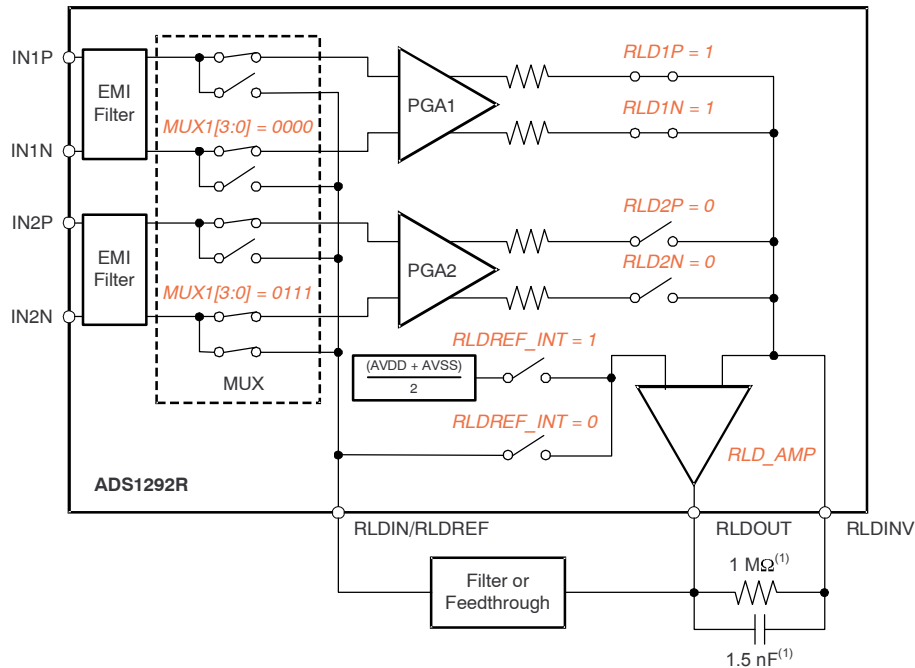 IN1P
EMI
Filter
IN1N
MUX1[3:0] = 0000
PGA1
RLD1P = 1
RLD1N = 1
IN2P
EMI
Filter
IN2N
MUX1[3:0] = 0111
MUX
PGA2
RLD2P = 0
RLD2N = 0
RLDREF_INT = 1
(AVDD + AVSS)
2
RLDREF_INT = 0
RLD_AMP
ADS1292R
RLDIN/RLDREF
RLDOUT
RLDINV
Filter or
Feedthrough
1 MΩ(1)
1.5 nF(1)